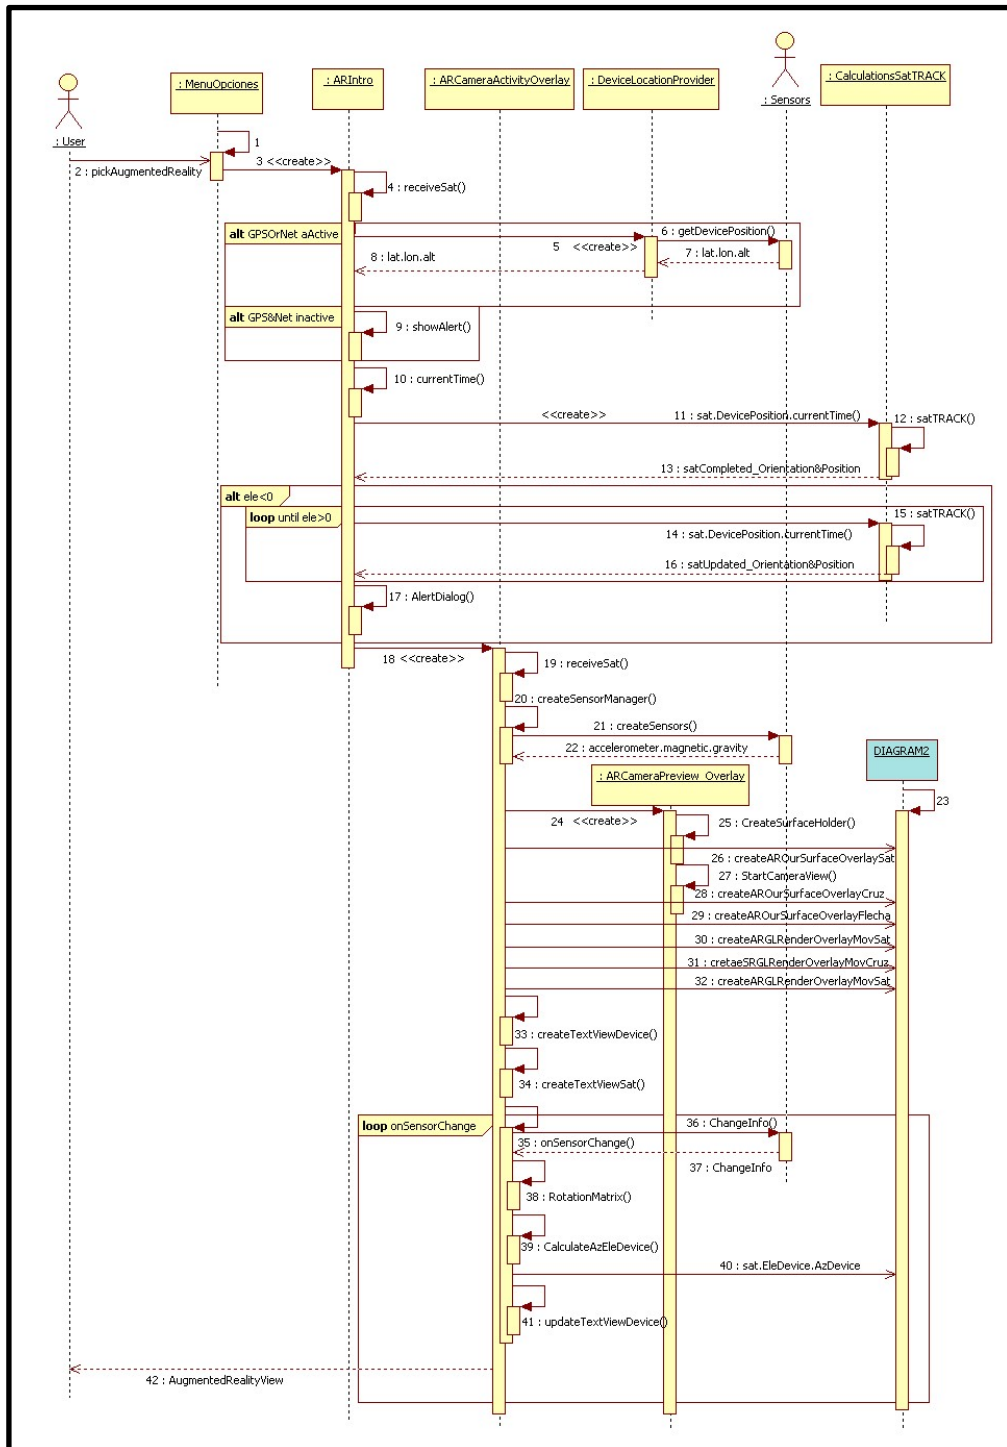 : User
: MenuOpciones
: ARIntro
: ARCameraActivityOverlay
: DeviceLocationProvider
: Sensors
: CalculationsSatTRACK
1
2 : pickAugmentedReality
3 <<create>>
4 : receiveSat()
alt GPSOrNet aActive
5 <<create>>
6 : getDevicePosition()
7 : lat.lon.alt
8 : lat.lon.alt
alt GPS&Net inactive
9 : showAlert()
10 : currentTime()
<<create>>
11 : sat.DevicePosition.currentTime()
12 : satTRACK()
13 : satCompleted_Orientation&Position
alt ele<0
loop until ele>0
14 : sat.DevicePosition.currentTime()
15 : satTRACK()
16 : satUpdated_Orientation&Position
17 : AlertDialog()
18 <<create>>
19 : receiveSat()
20 : createSensorManager()
21 : createSensors()
22 : accelerometer.magnetic.gravity
: ARCameraPreview_Overlay
DIAGRAM2
23
24 <<create>>
25 : CreateSurfaceHolder()
26 : createAROurSurfaceOverlaySat
27 : StartCameraView()
28 : createAROurSurfaceOverlayCruz
29 : createAROurSurfaceOverlayFlecha
30 : createARGLRenderOverlayMovSat
31 : cretaeSRGLRenderOverlayMovCruz
32 : createARGLRenderOverlayMovSat
33 : createTextViewDevice()
34 : createTextViewSat()
loop onSensorChange
35 : onSensorChange()
36 : ChangeInfo()
37 : ChangeInfo
38 : RotationMatrix()
39 : CalculateAzEleDevice()
40 : sat.EleDevice.AzDevice
41 : updateTextViewDevice()
42 : AugmentedRealityView